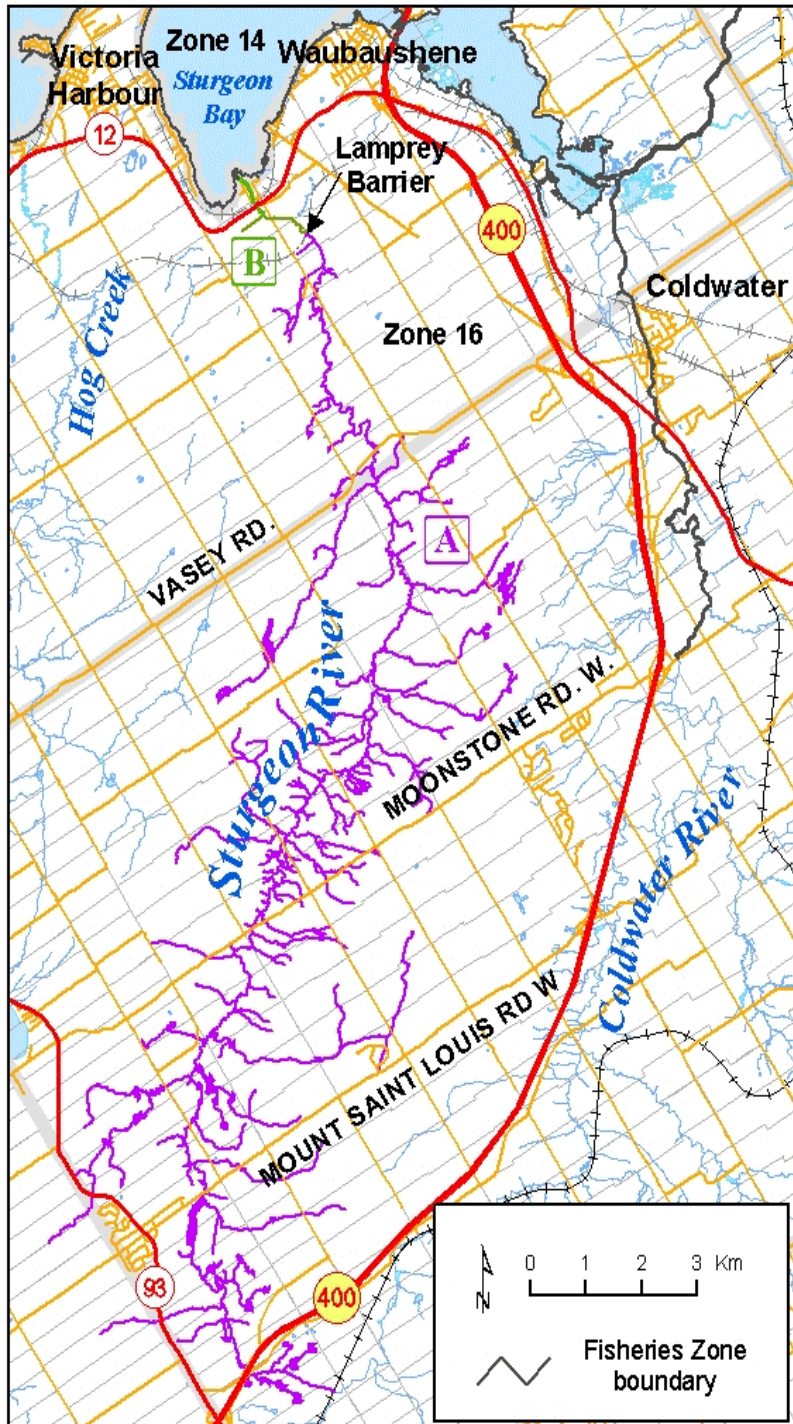 Victoria
Harbour
Zone 14
Sturgeon
Bay
Waubaushene
12
Lamprey
Barrier
B
400
Coldwater
Hog Creek
Zone 16
A
VASEY RD.
Sturgeon River
MOONSTONE RD. W.
Coldwater River
MOUNT SAINT LOUIS RD W
93
400
N
0 1 2 3 Km
Fisheries Zone
boundary